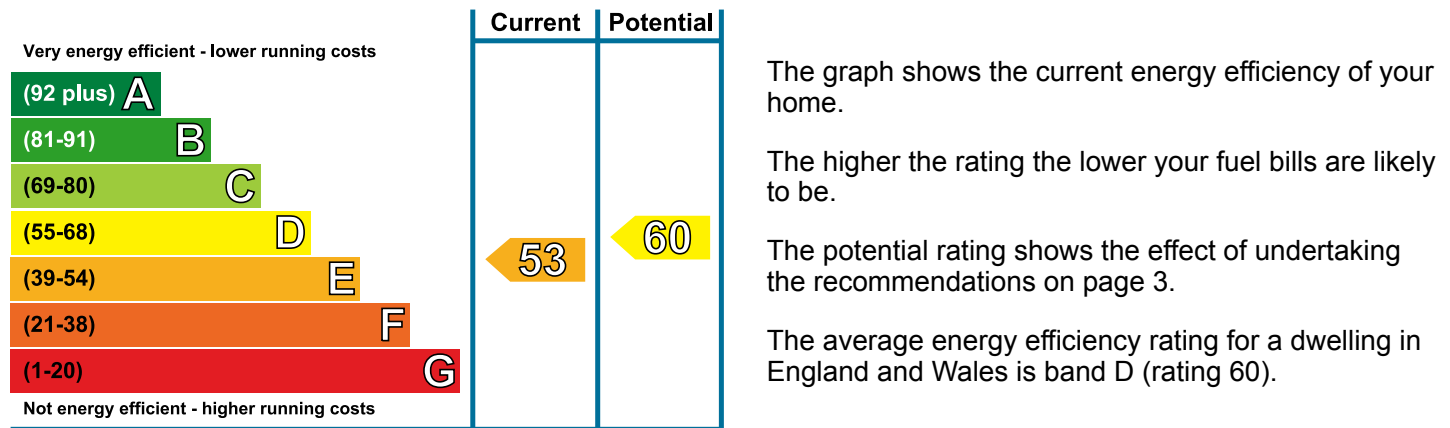 Current Potential
Very energy efficient - lower running costs
(92 plus) A
(81-91) B
(69-80) C
(55-68) D
(39-54) E
(21-38) F
(1-20) G
Not energy efficient - higher running costs
53
60
The graph shows the current energy efficiency of your
home.
The higher the rating the lower your fuel bills are likely
to be.
The potential rating shows the effect of undertaking
the recommendations on page 3.
The average energy efficiency rating for a dwelling in
England and Wales is band D (rating 60).